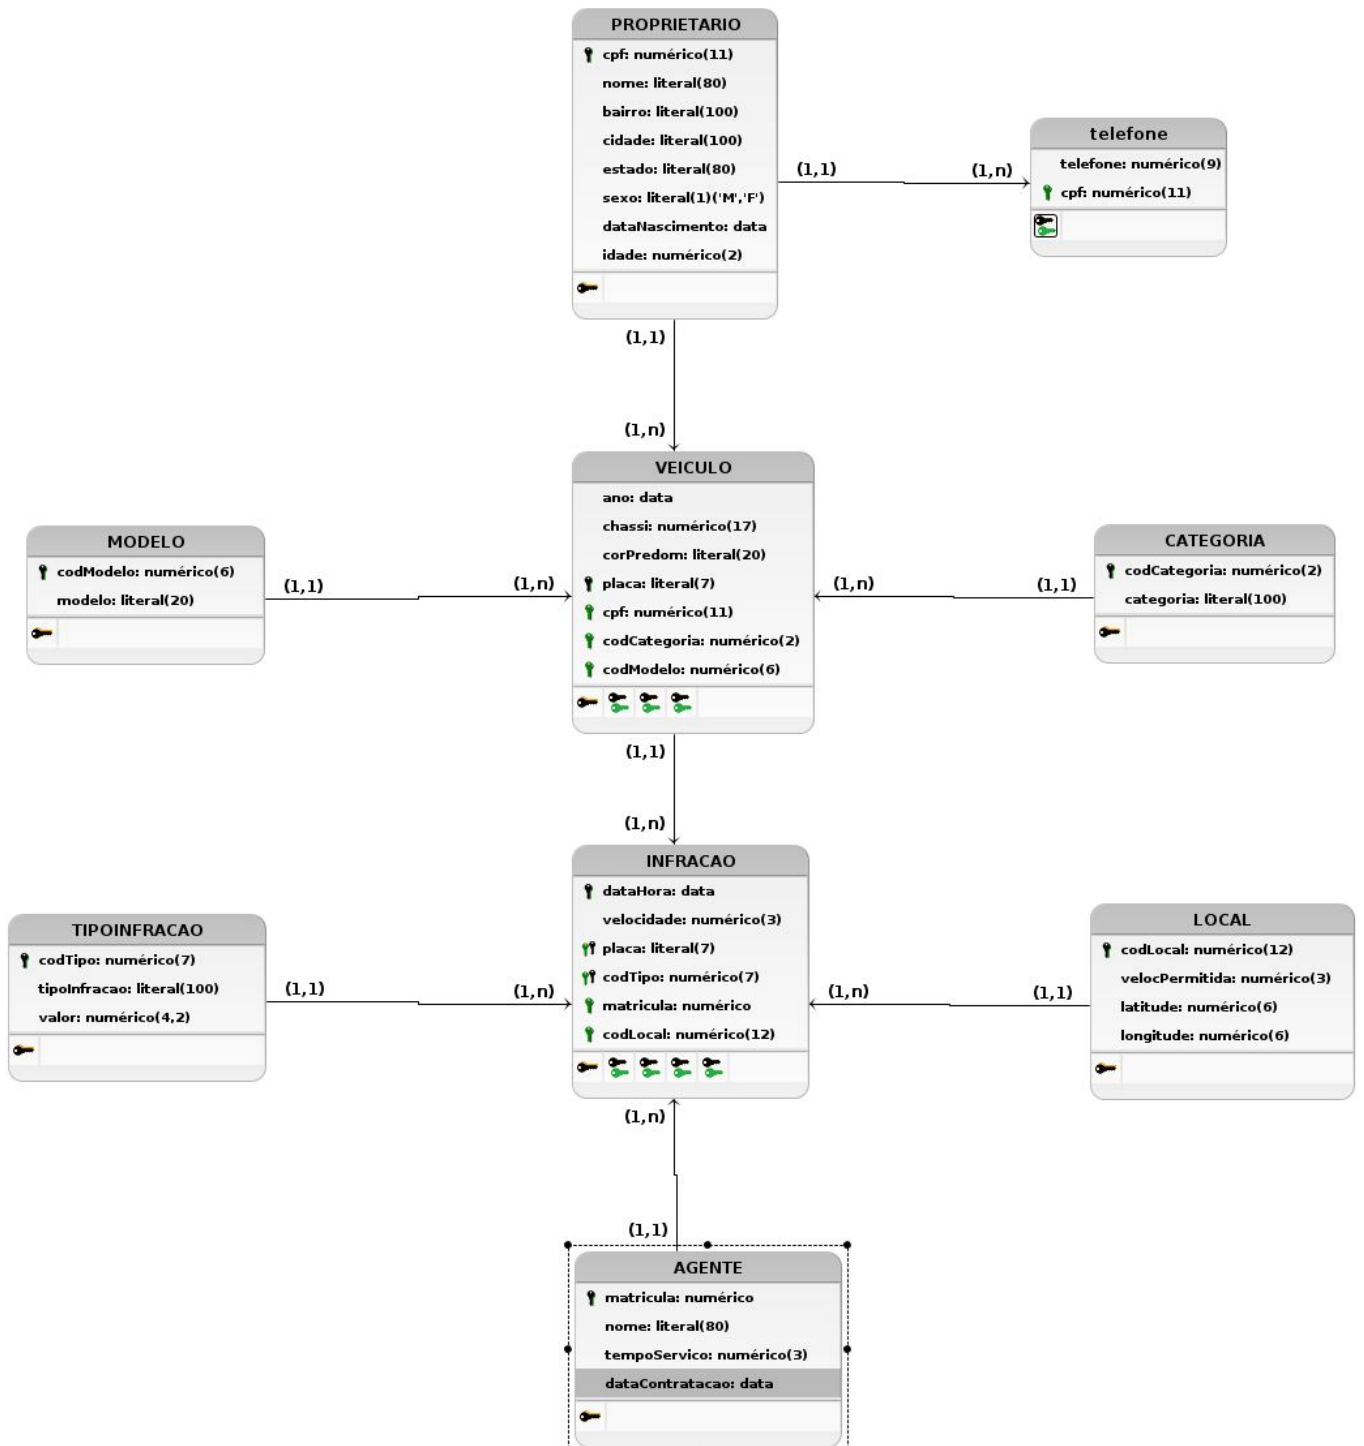 PROPRIETARIO
cpf: numérico(11)
nome: literal(80)
bairro: literal(100)
cidade: literal(100)
estado: literal(80)
sexo: literal(1)('M','F')
dataNascimento: data
idade: numérico(2)
(1,1)
(1,n)
telefone
telefone: numérico(9)
cpf: numérico(11)
(1,1)
(1,n)
VEICULO
ano: data
chassi: numérico(17)
corPredom: literal(20)
placa: literal(7)
cpf: numérico(11)
codCategoria: numérico(2)
codModelo: numérico(6)
MODELO
codModelo: numérico(6)
modelo: literal(20)
(1,1)
(1,n)
(1,n)
(1,1)
CATEGORIA
codCategoria: numérico(2)
categoria: literal(100)
(1,1)
(1,n)
INFRACAO
dataHora: data
velocidade: numérico(3)
placa: literal(7)
codTipo: numérico(7)
matricula: numérico
codLocal: numérico(12)
TIPOINFRACAO
codTipo: numérico(7)
tipoInfracao: literal(100)
valor: numérico(4,2)
(1,1)
(1,n)
(1,n)
(1,1)
LOCAL
codLocal: numérico(12)
velocPermitida: numérico(3)
latitude: numérico(6)
longitude: numérico(6)
(1,n)
(1,1)
AGENTE
matricula: numérico
nome: literal(80)
tempoServico: numérico(3)
dataContratacao: data